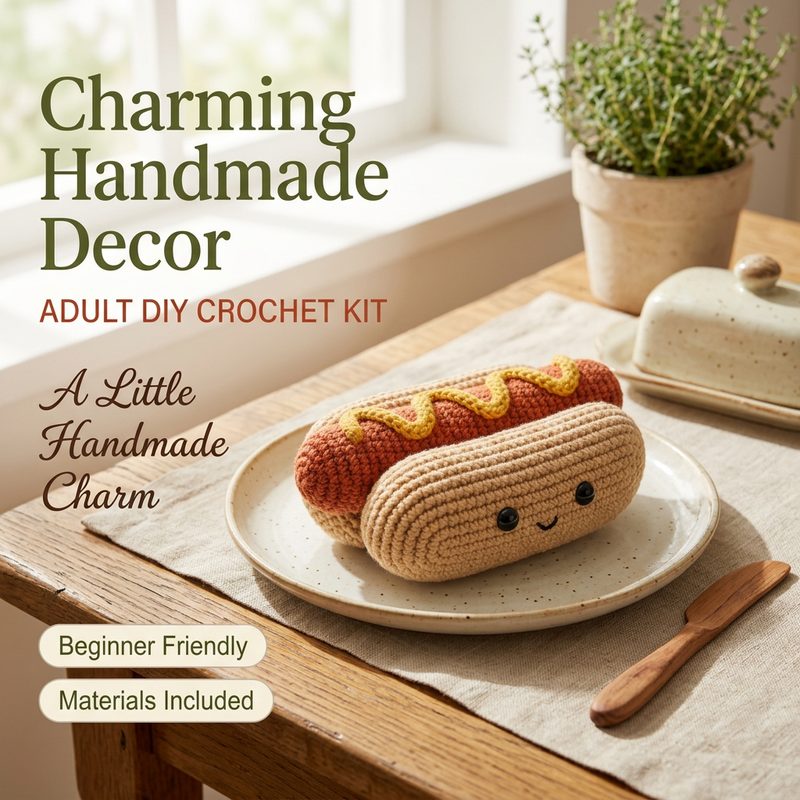 Charming
Handmade
Decor
ADULT DIY CROCHET KIT
A Little
Handmade
Charm
Beginner Friendly
Materials Included